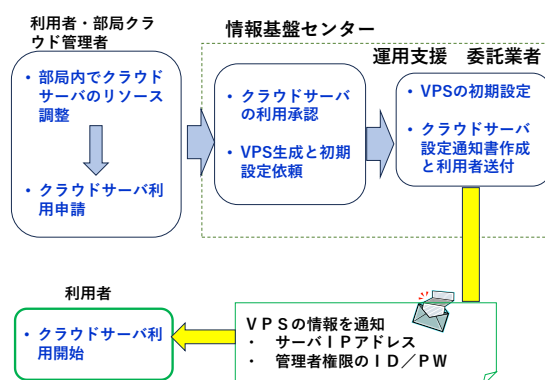 利用者・部局クラ
ウド管理者
・ 部局内でクラウド
サーバのリソース
調整
・ クラウドサーバ利
用申請
情報基盤センター
運用支援　委託業者
・ クラウドサーバ
の利用承認
・ VPS生成と初期
設定依頼
・ VPSの初期設定
・ クラウドサーバ
設定通知書作成
と利用者送付
利用者
・ クラウドサーバ利
用開始
ＶＰＳの情報を通知
・ サーバＩＰアドレス
・ 管理者権限のＩＤ／ＰＷ